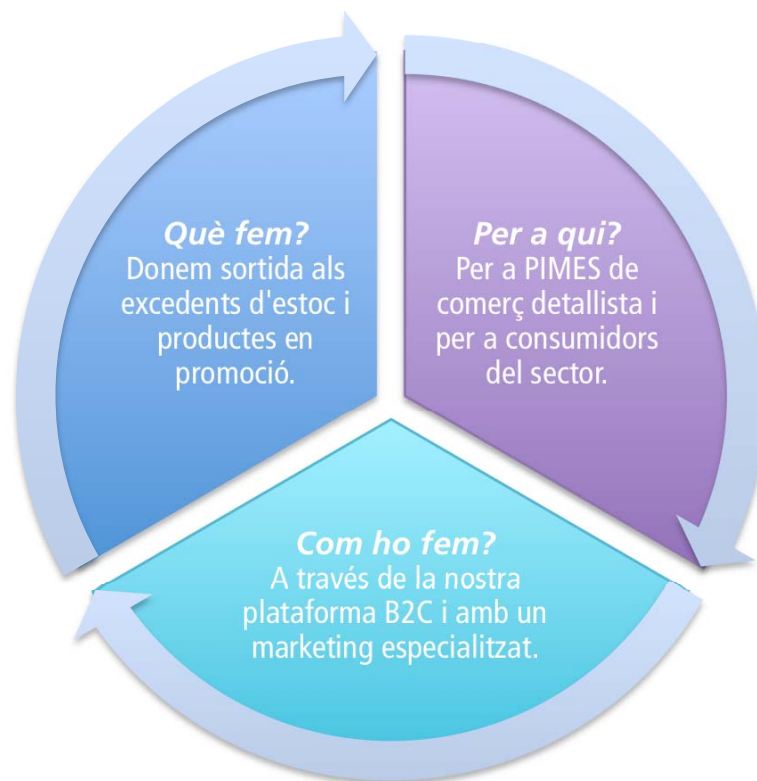 Què fem?
Donem sortida als
excedents d'estoc i
productes en
promoció.
Per a qui?
Per a PIMES de
comerç detallista i
per a consumidors
del sector.
Com ho fem?
A través de la nostra
plataforma B2C i amb un
marketing especialitzat.